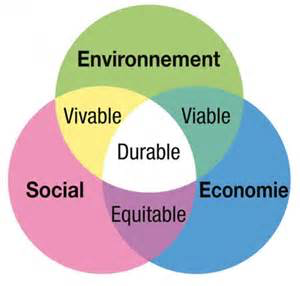 Environnement
Vivable
Viable
Durable
Social
Economie
Equitable